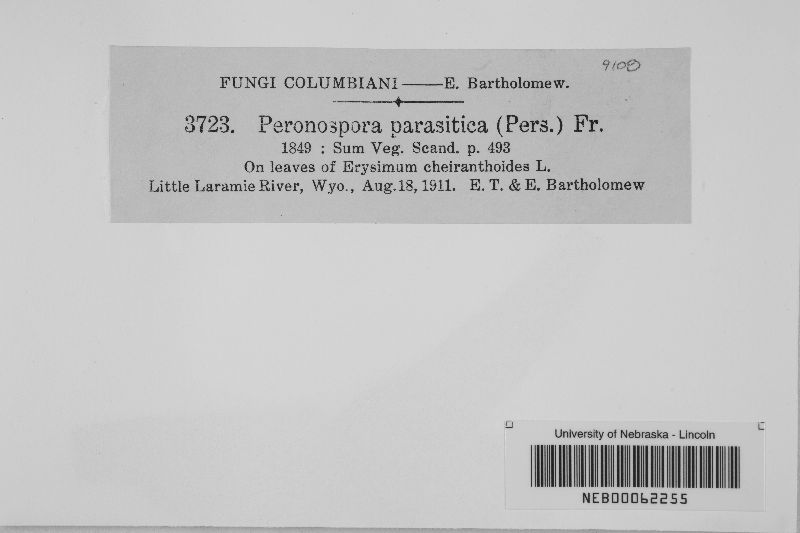 9108
FUNGI COLUMBIANI — E. Bartholomew.
3723. Peronospora parasitica (Pers.) Fr.
1849 : Sum Veg. Scand. p. 493
On leaves of Erysimum cheiranthoides L.
Little Laramie River, Wyo., Aug. 18, 1911. E. T. & E. Bartholomew
University of Nebraska - Lincoln
NEB00062255